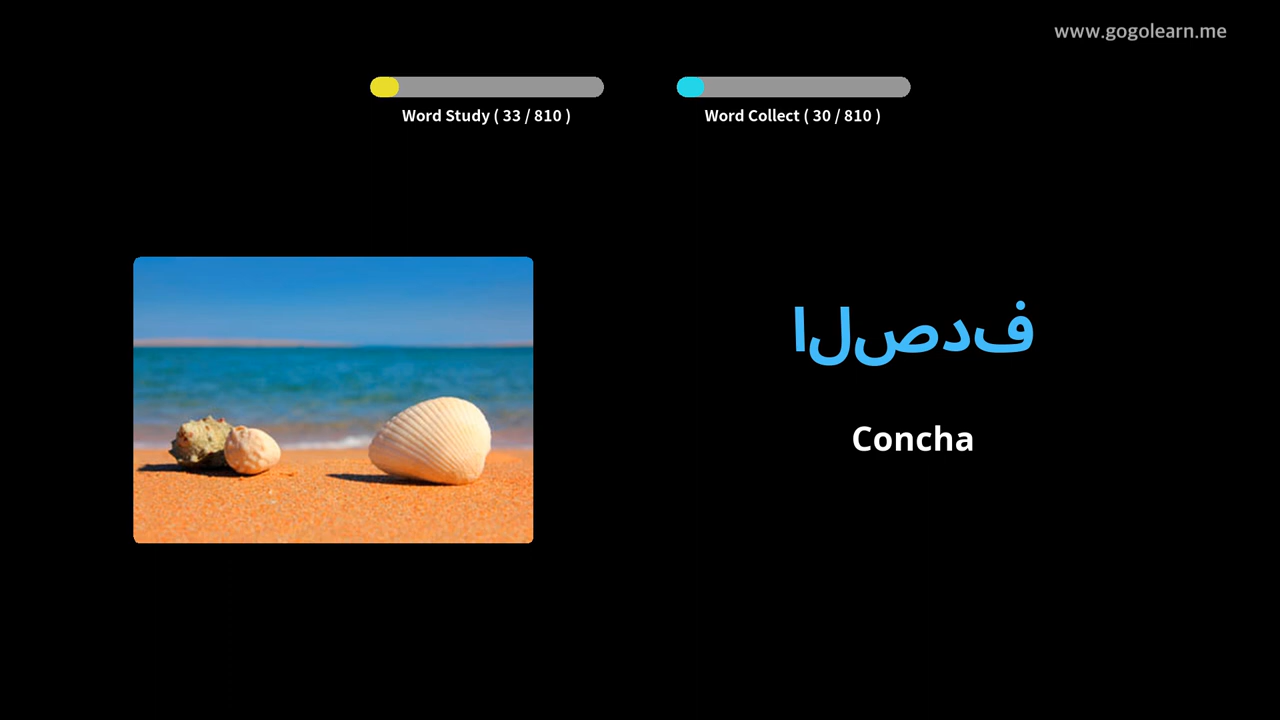 www.gogolearn.me
Word Study ( 33 / 810 )
Word Collect ( 30 / 810 )
الصدف
Concha